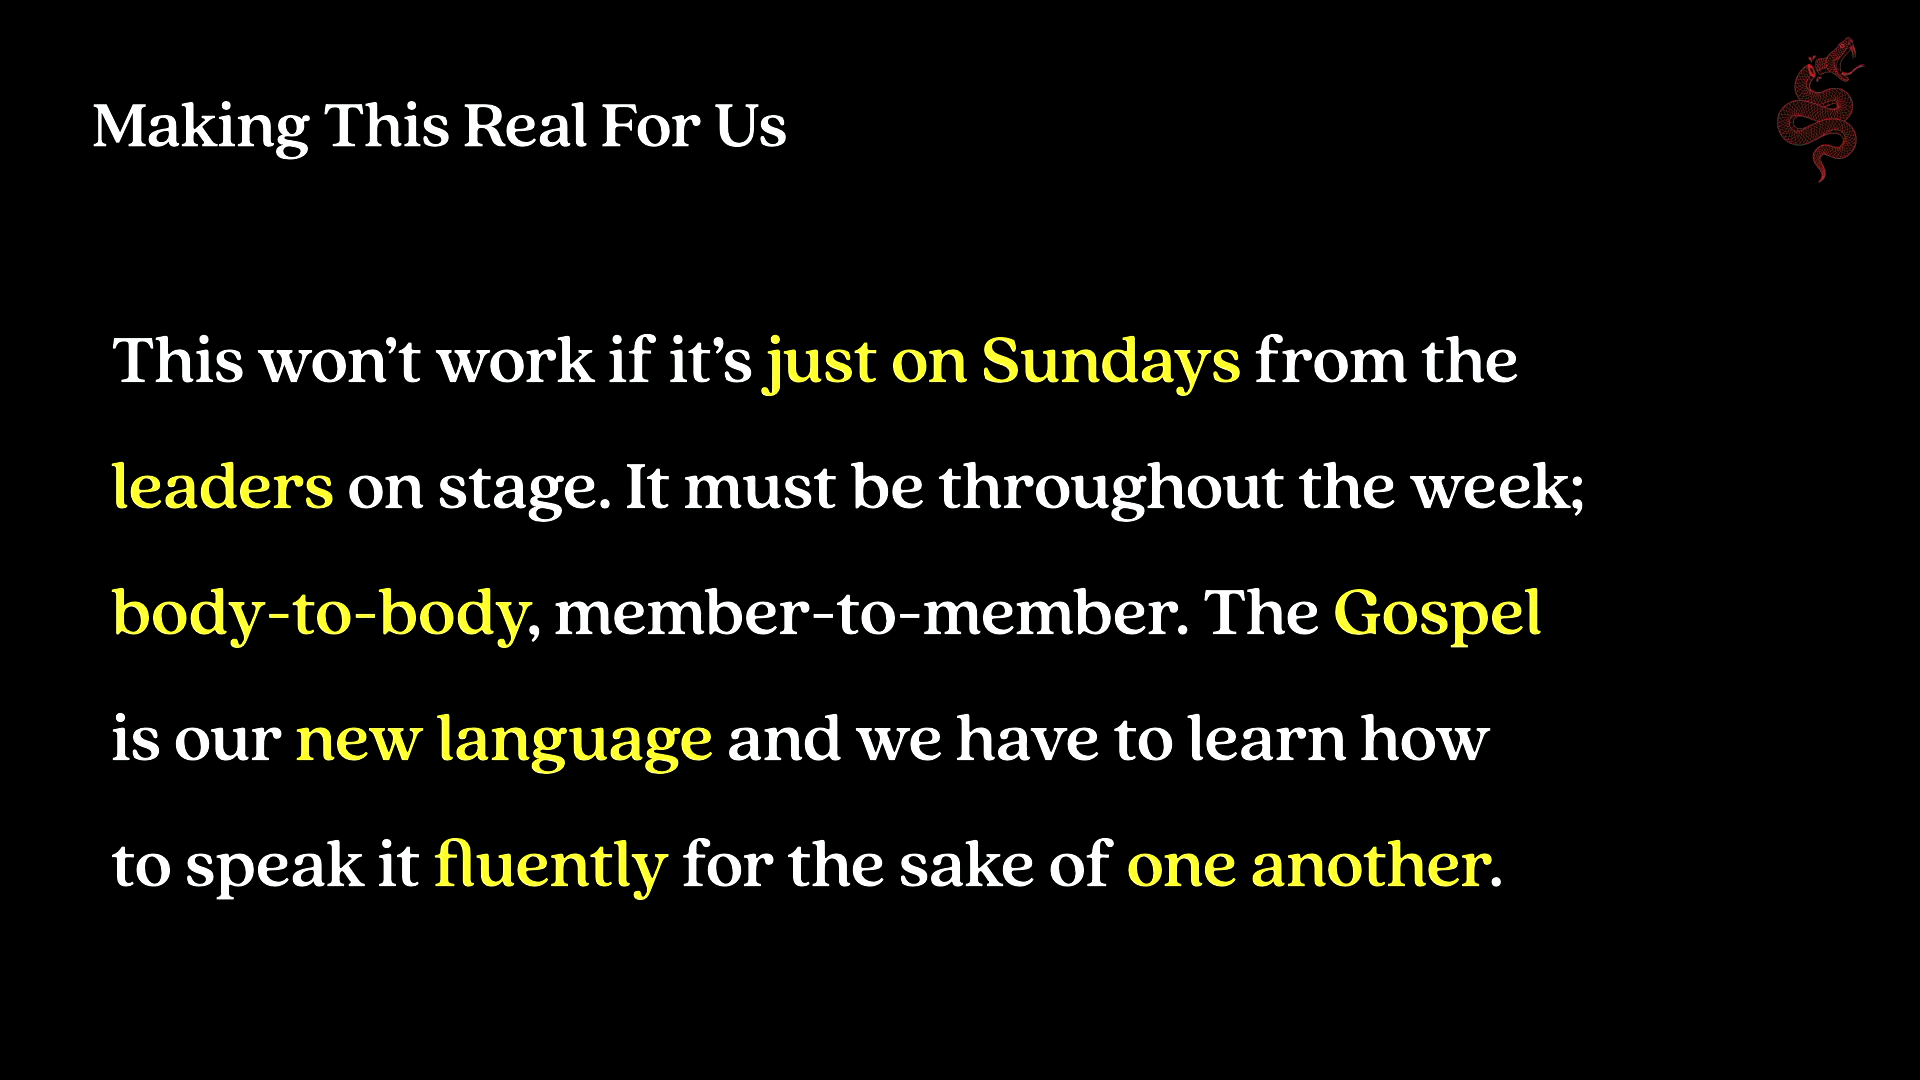 Making This Real For Us
This won’t work if it’s just on Sundays from the
leaders on stage. It must be throughout the week;
body-to-body, member-to-member. The Gospel
is our new language and we have to learn how
to speak it fluently for the sake of one another.